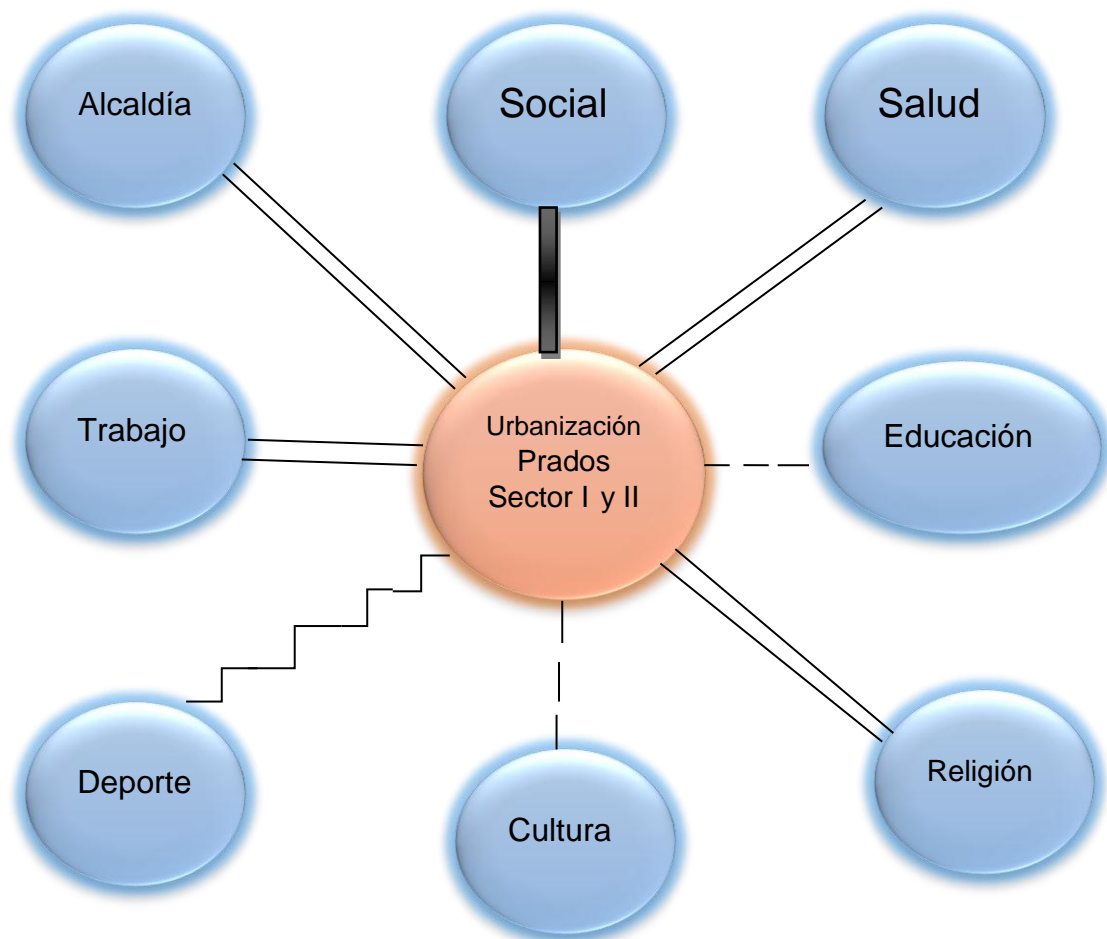 Alcaldía
Social
Salud
Trabajo
Urbanización
Prados
Sector I y II
Educación
Deporte
Cultura
Religión